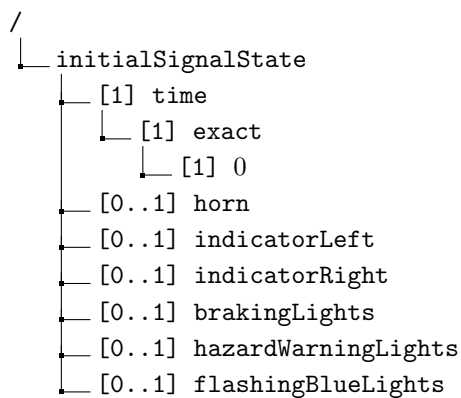 /
initialSignalState
[1] time
[1] exact
[1] 0
[0..1] horn
[0..1] indicatorLeft
[0..1] indicatorRight
[0..1] brakingLights
[0..1] hazardWarningLights
[0..1] flashingBlueLights